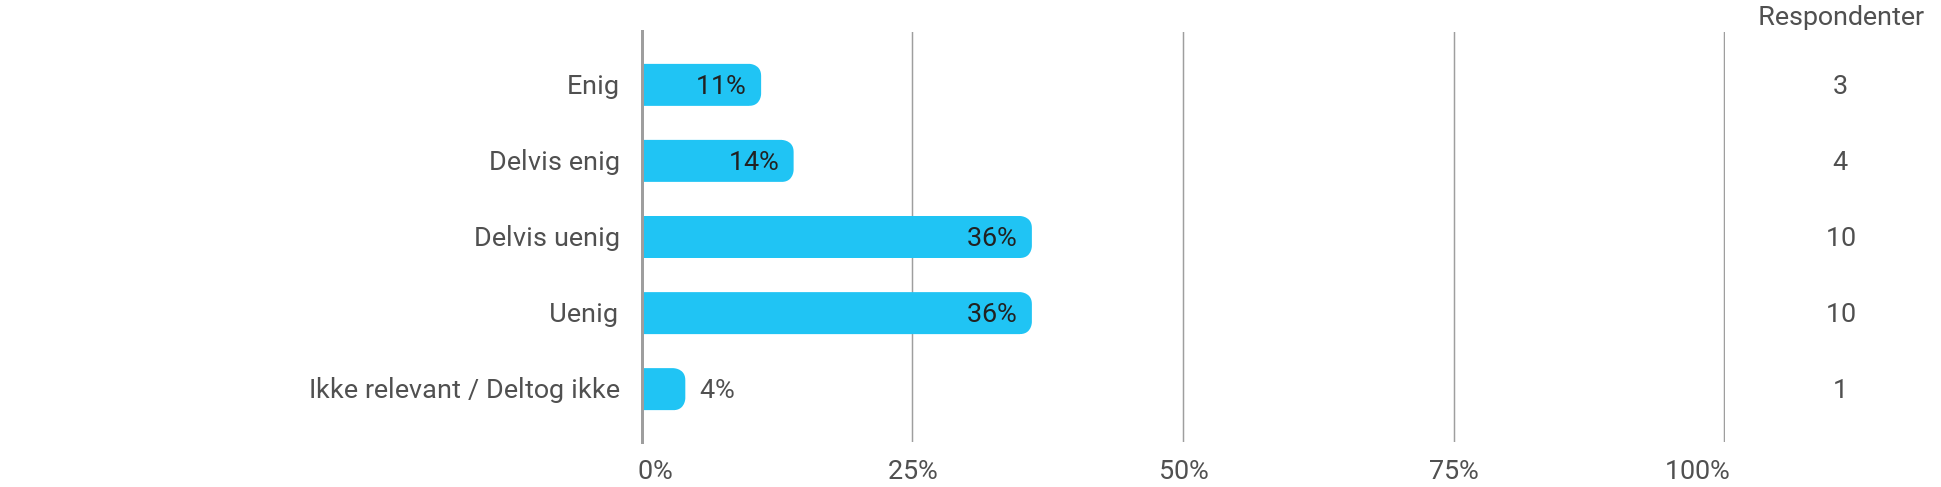 Respondenter
Enig 11% 3
Delvis enig 14% 4
Delvis uenig 36% 10
Uenig 36% 10
Ikke relevant / Deltog ikke 4% 1
0% 25% 50% 75% 100%